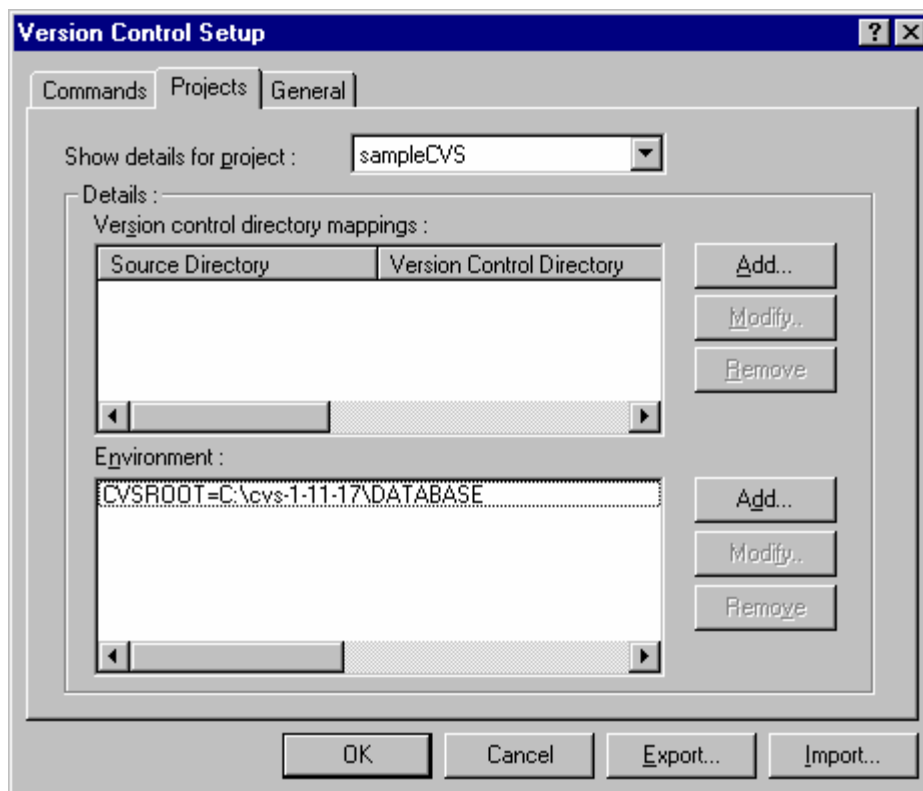 Version Control Setup
Commands Projects General
Show details for project : sampleCVS
Details :
Version control directory mappings :
Source Directory Version Control Directory
Add...
Modify..
Remove
Environment :
CVSROOT=C:\cvs-1-11-17\DATABASE
Add...
Modify..
Remove
OK Cancel Export... Import...